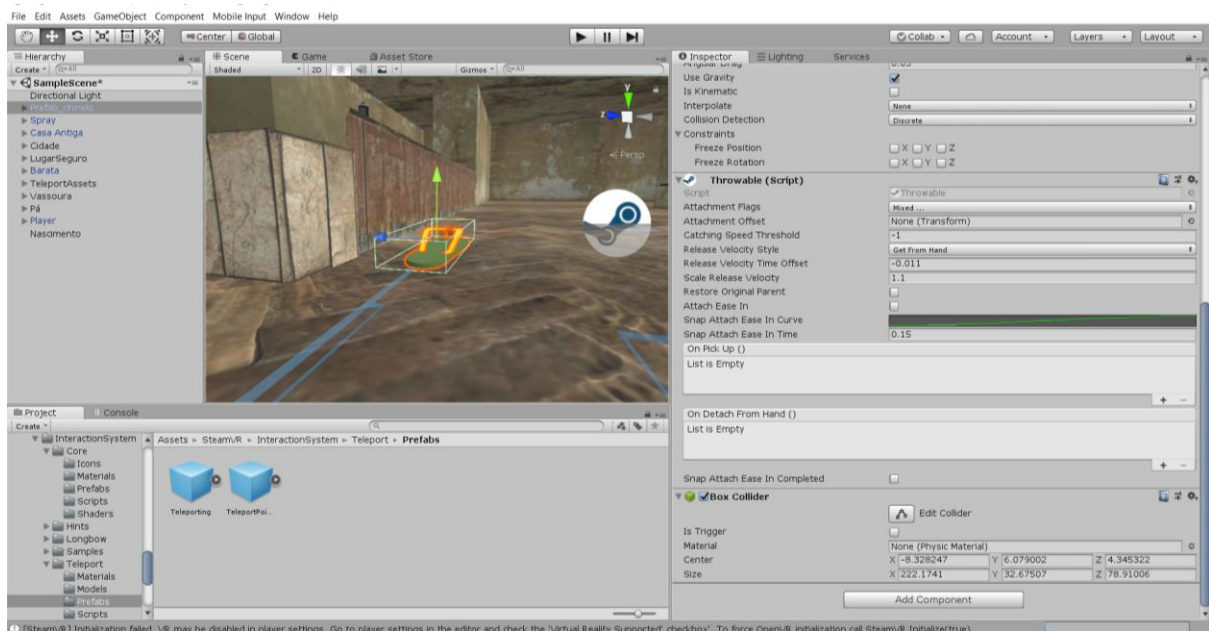 File Edit Assets GameObject Component Mobile Input Window Help
Center Global
Collab Account Layers Layout
Hierarchy
Create All
SampleScene*
Directional Light
Prefab_chinelo
Spray
Casa Antiga
Cidade
LugarSeguro
Barata
TeleportAssets
Vassoura
Pá
Player
Nascimento
Scene Game Asset Store
Shaded 2D Gizmos All
y
z
Persp
Inspector Lighting Services
Angular Drag 0.05
Use Gravity
Is Kinematic
Interpolate None
Collision Detection Discrete
Constraints
Freeze Position X Y Z
Freeze Rotation X Y Z
Throwable (Script)
Script Throwable
Attachment Flags Mixed ...
Attachment Offset None (Transform)
Catching Speed Threshold -1
Release Velocity Style Get From Hand
Release Velocity Time Offset -0.011
Scale Release Velocity 1.1
Restore Original Parent
Attach Ease In
Snap Attach Ease In Curve
Snap Attach Ease In Time 0.15
On Pick Up ()
List is Empty
On Detach From Hand ()
List is Empty
Snap Attach Ease In Completed
Box Collider
Edit Collider
Is Trigger
Material None (Physic Material)
Center X -8.328247 Y 6.079002 Z 4.345322
Size X 222.1741 Y 32.67507 Z 78.91006
Add Component
Project Console
Create
InteractionSystem
Core
Icons
Materials
Prefabs
Scripts
Shaders
Hints
Longbow
Samples
Teleport
Materials
Models
Prefabs
Scripts
Assets SteamVR InteractionSystem Teleport Prefabs
Teleporting TeleportPoi...
[SteamVR] Initialization failed. VR may be disabled in player settings. Go to player settings in the editor and check the 'Virtual Reality Supported' checkbox'. To force OpenVR initialization call SteamVR.Initialize(true).